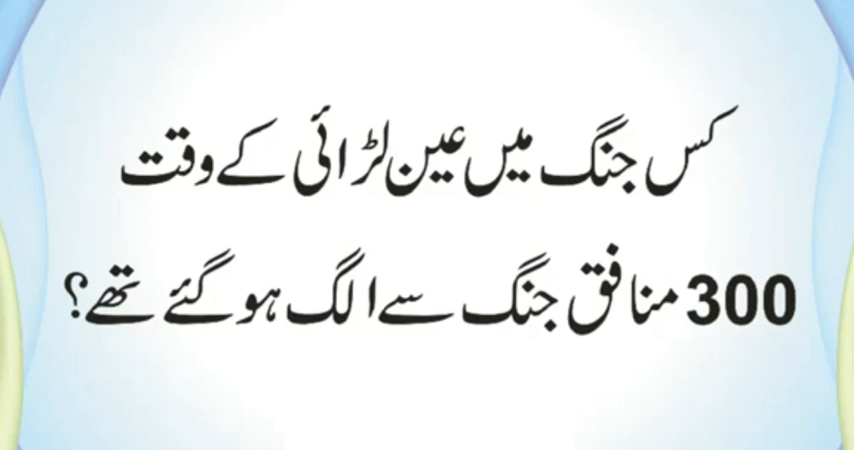 کس جنگ میں عین لڑائی کے وقت
300 منافق جنگ سے الگ ہو گئے تھے؟